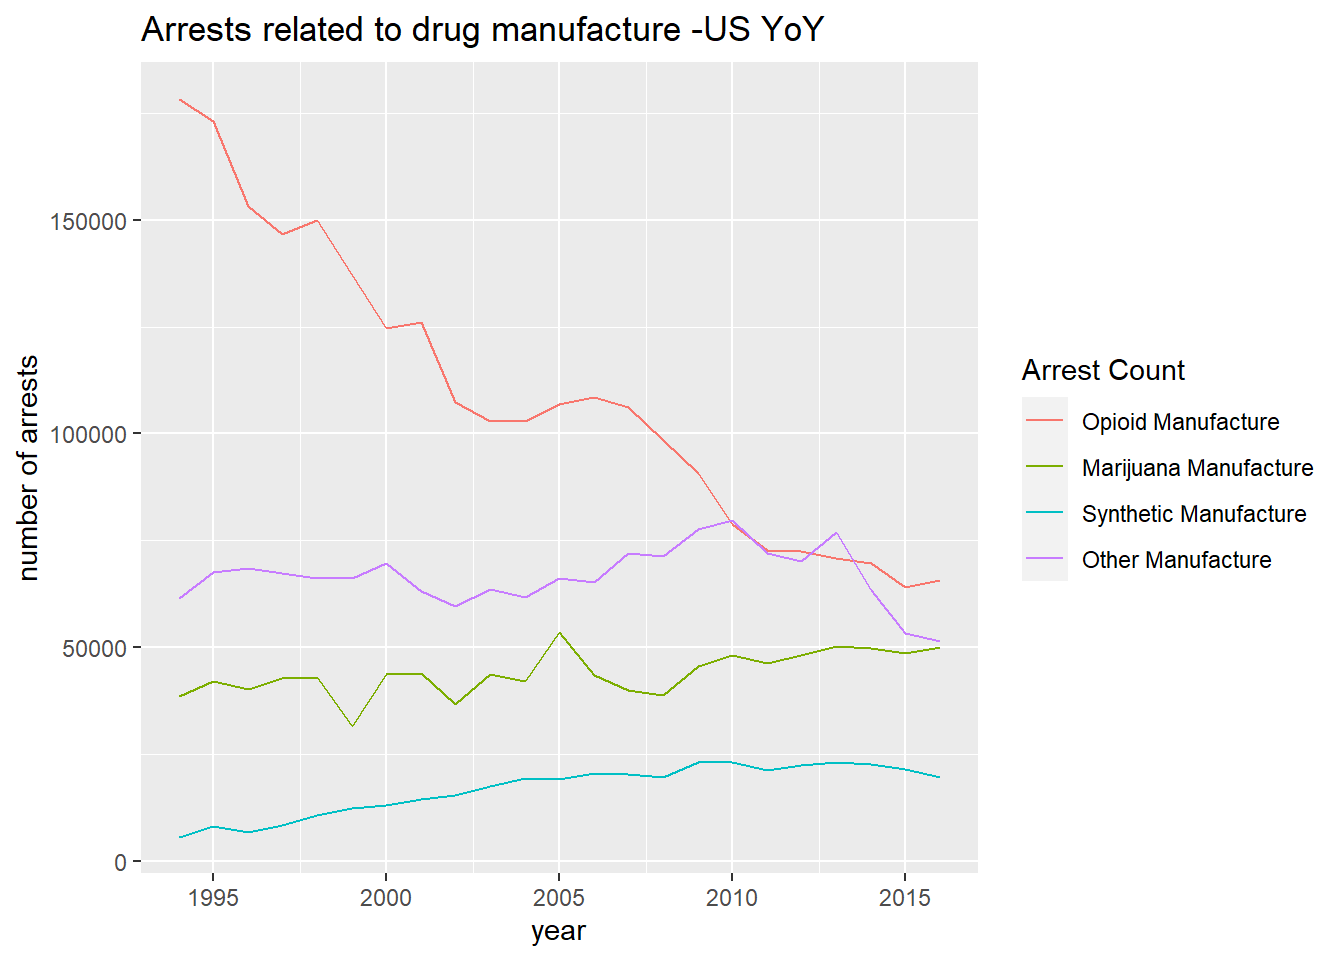 Arrests related to drug manufacture -US YoY
number of arrests
150000
100000
50000
0
1995
2000
2005
2010
2015
year
Arrest Count
Opioid Manufacture
Marijuana Manufacture
Synthetic Manufacture
Other Manufacture